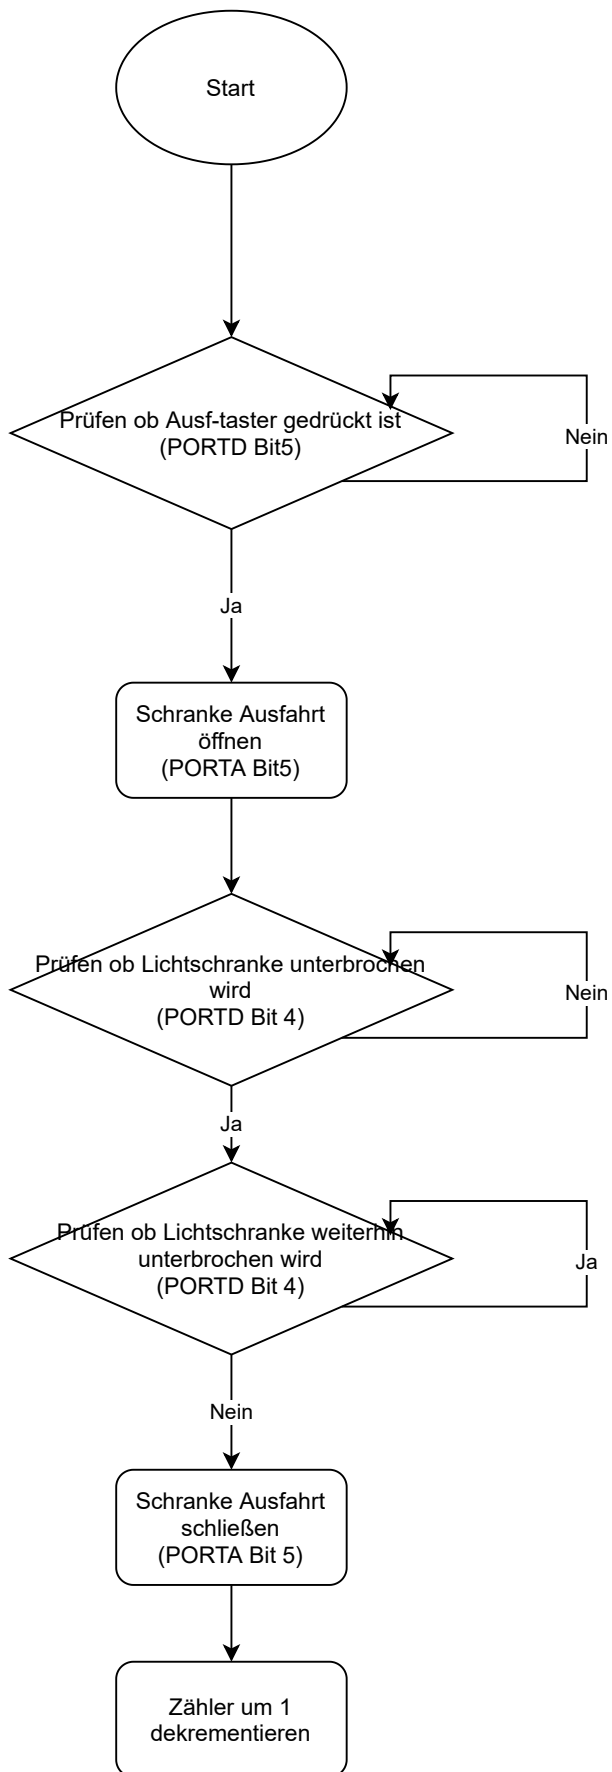 Start
Prüfen ob Ausf-taster gedrückt ist
(PORTD Bit5)
Nein
Ja
Schranke Ausfahrt
öffnen
(PORTA Bit5)
Prüfen ob Lichtschranke unterbrochen
wird
(PORTD Bit 4)
Nein
Ja
Prüfen ob Lichtschranke weiterhin
unterbrochen wird
(PORTD Bit 4)
Ja
Nein
Schranke Ausfahrt
schließen
(PORTA Bit 5)
Zähler um 1
dekrementieren